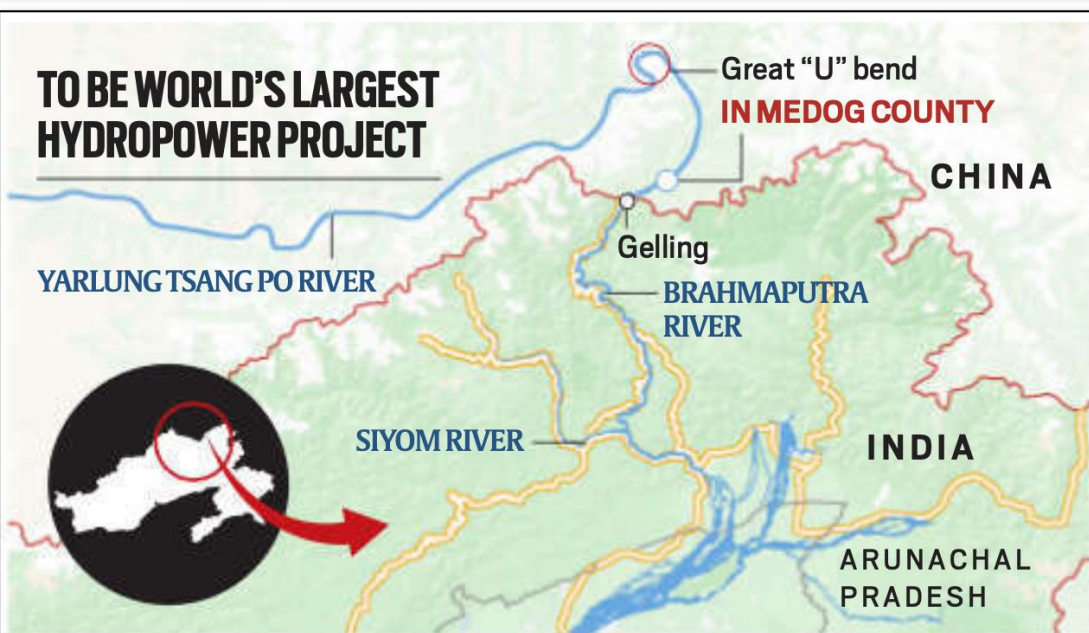 TO BE WORLD'S LARGEST
HYDROPOWER PROJECT
Great “U” bend
IN MEDOG COUNTY
CHINA
Gelling
YARLUNG TSANG PO RIVER
BRAHMAPUTRA
RIVER
SIYOM RIVER
INDIA
ARUNACHAL
PRADESH